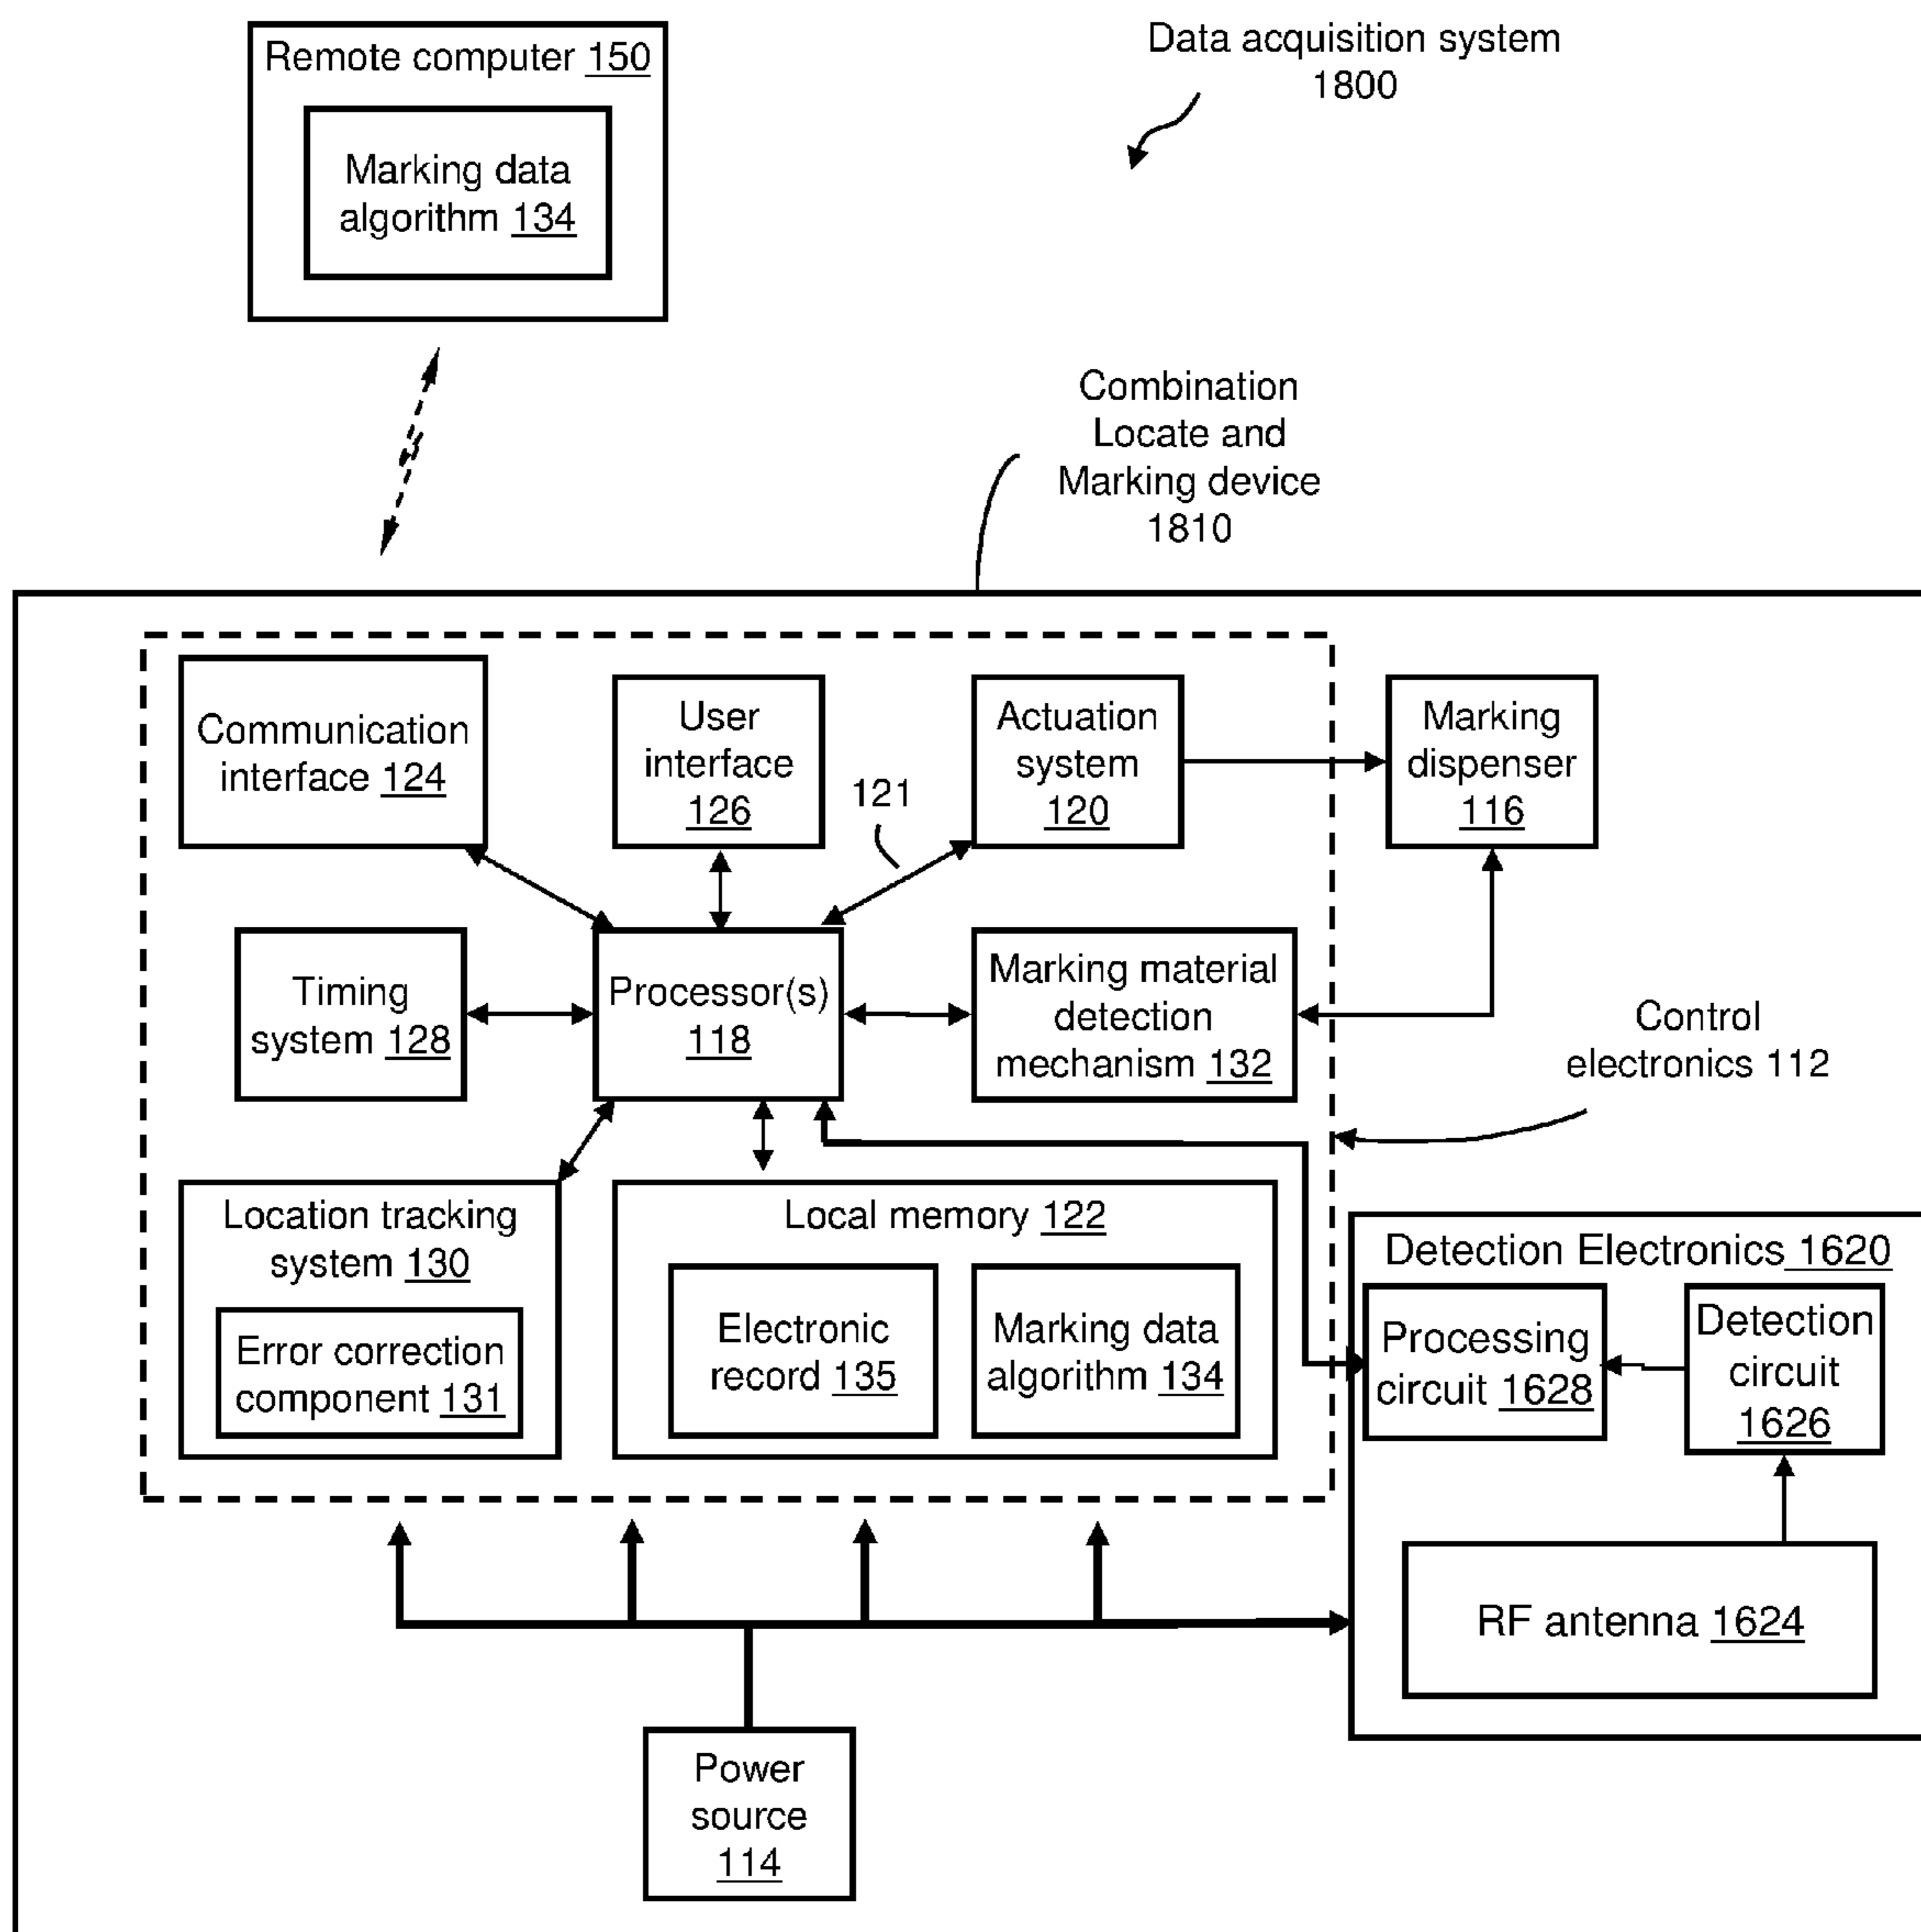 Remote computer 150
Marking data
algorithm 134
Data acquisition system
1800
Combination
Locate and
Marking device
1810
Communication
interface 124
User
interface
126
Actuation
system
120
Marking
dispenser
116
121
Timing
system 128
Processor(s)
118
Marking material
detection
mechanism 132
Control
electronics 112
Location tracking
system 130
Error correction
component 131
Local memory 122
Electronic
record 135
Marking data
algorithm 134
Detection Electronics 1620
Processing
circuit 1628
Detection
circuit
1626
RF antenna 1624
Power
source
114